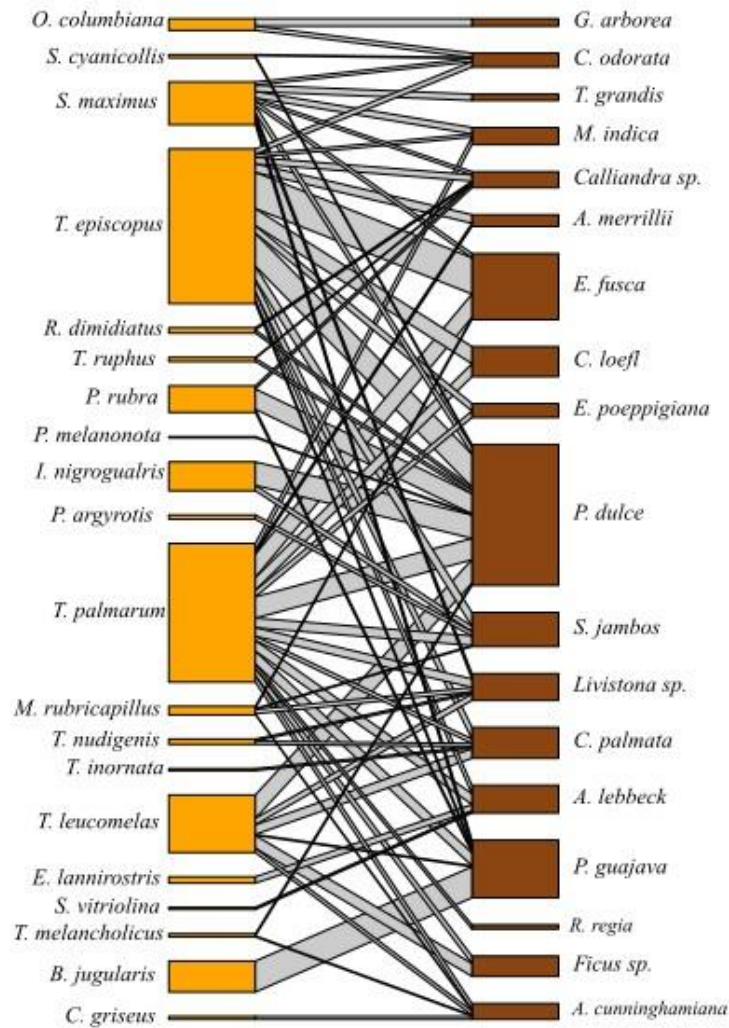 O. columbiana
S. cyanicollis
S. maximus
T. episcopus
R. dimidiatus
T. ruphus
P. rubra
P. melanonota
I. nigrogualris
P. argyrotis
T. palmarum
M. rubricapillus
T. nudigenis
T. inornata
T. leucomelas
E. lannirostris
S. vitriolina
T. melancholicus
B. jugularis
C. griseus
G. arborea
C. odorata
T. grandis
M. indica
Calliandra sp.
A. merrillii
E. fusca
C. loefl
E. poeppigiana
P. dulce
S. jambos
Livistona sp.
C. palmata
A. lebbeck
P. guajava
R. regia
Ficus sp.
A. cunninghamiana